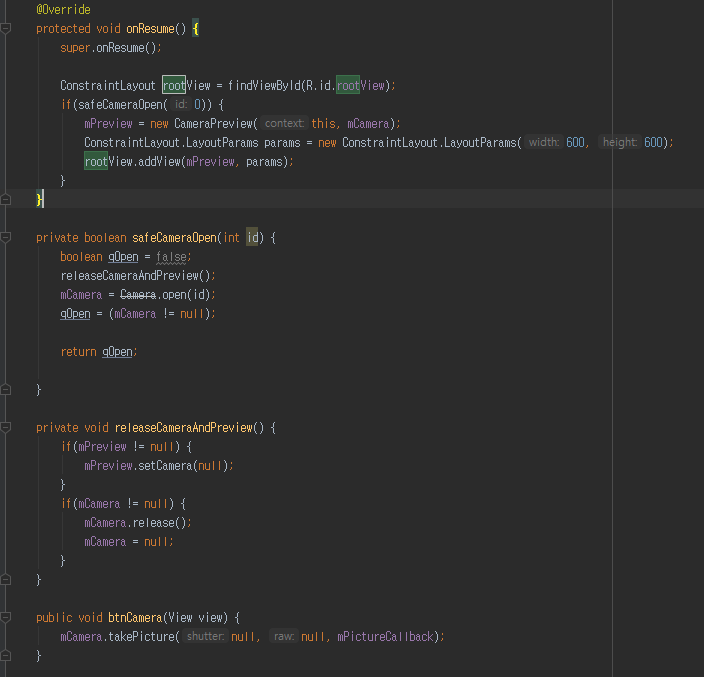 @Override
protected void onResume() {
super.onResume();
ConstraintLayout rootView = findViewById(R.id.rootView);
if(safeCameraOpen( id: 0)) {
mPreview = new CameraPreview( context: this, mCamera);
ConstraintLayout.LayoutParams params = new ConstraintLayout.LayoutParams( width: 600, height: 600);
rootView.addView(mPreview, params);
}
}
private boolean safeCameraOpen(int id) {
boolean qOpen = false;
releaseCameraAndPreview();
mCamera = Camera.open(id);
qOpen = (mCamera != null);
return qOpen;
}
private void releaseCameraAndPreview() {
if(mPreview != null) {
mPreview.setCamera(null);
}
if(mCamera != null) {
mCamera.release();
mCamera = null;
}
}
public void btnCamera(View view) {
mCamera.takePicture( shutter: null, raw: null, mPictureCallback);
}